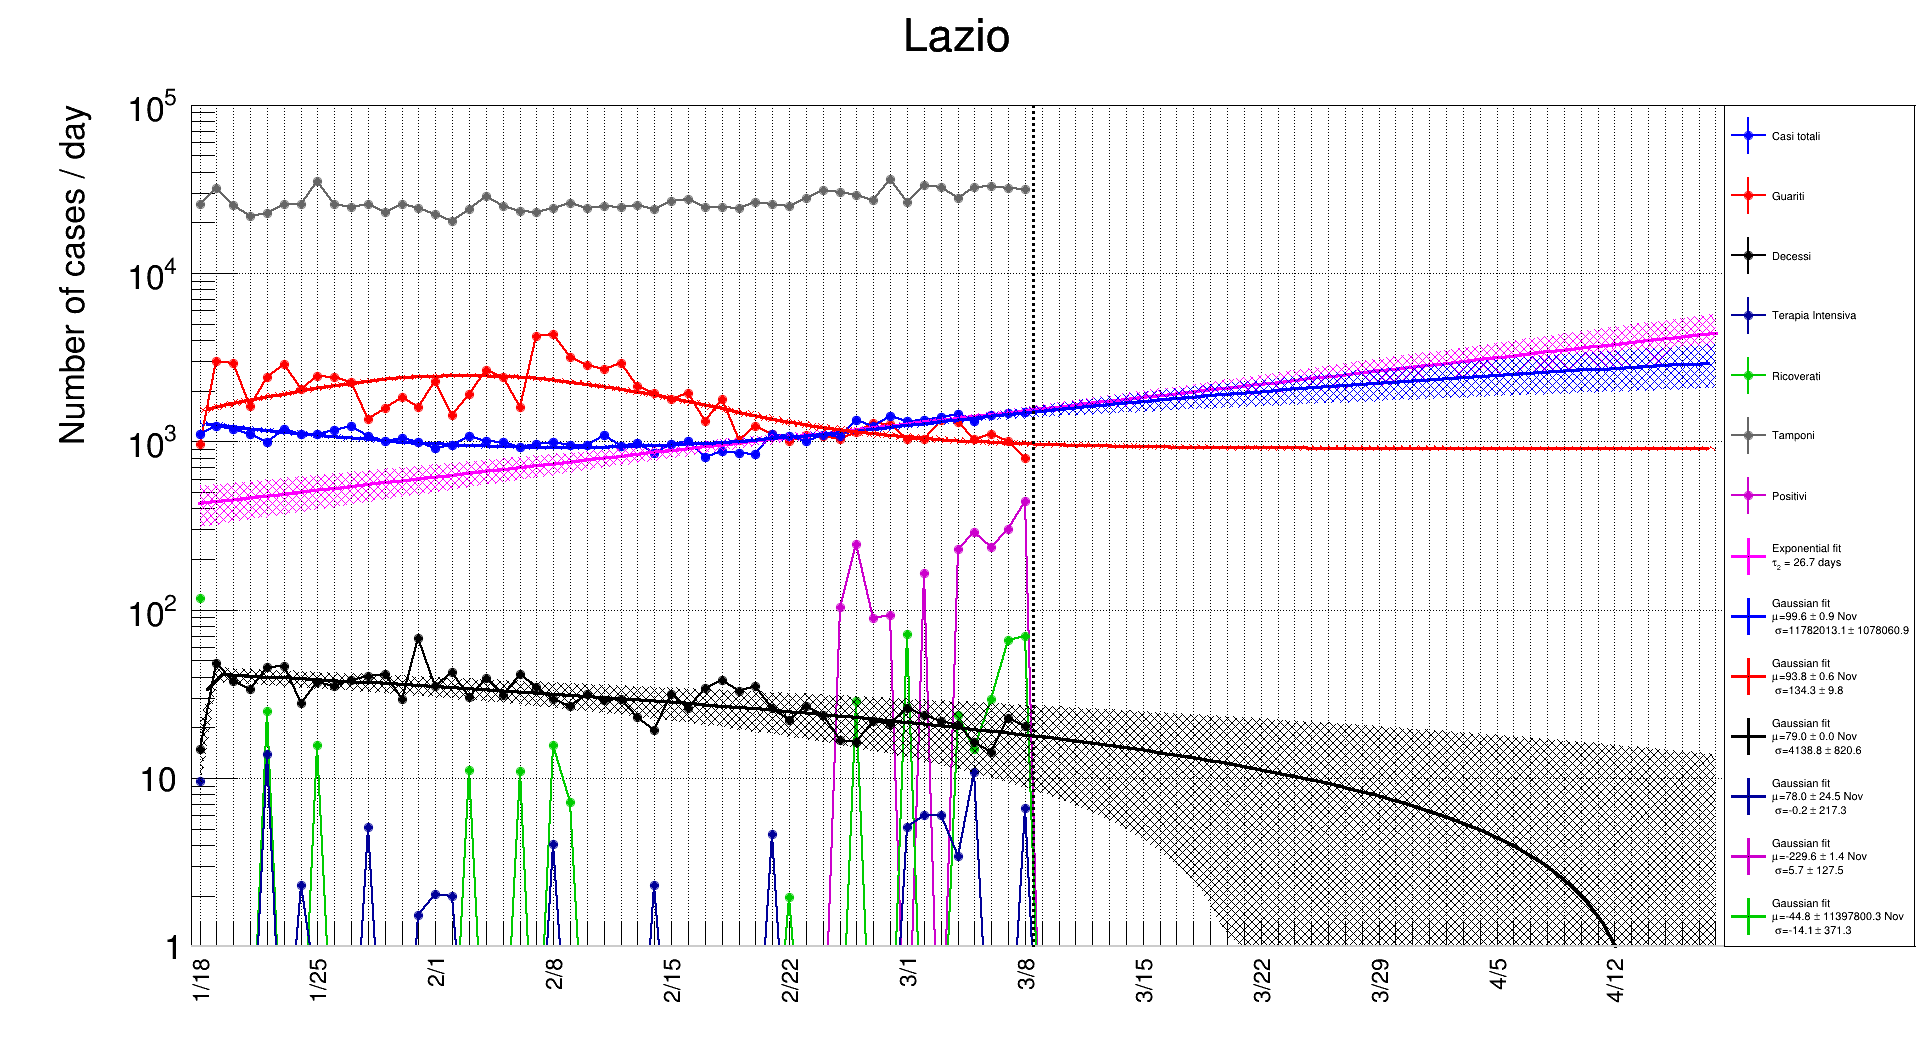 Lazio
Number of cases / day
10^5
10^4
10^3
10^2
10
1
1/18
1/25
2/1
2/8
2/15
2/22
3/1
3/8
3/15
3/22
3/29
4/5
4/12
Casi totali
Guariti
Decessi
Terapia Intensiva
Ricoverati
Tamponi
Positivi
Exponential fit
τ₂ = 26.7 days
Gaussian fit
μ=99.6 ± 0.9 Nov
σ=11782013.1 ± 1078060.9
Gaussian fit
μ=93.8 ± 0.6 Nov
σ=134.3 ± 9.8
Gaussian fit
μ=79.0 ± 0.0 Nov
σ=4138.8 ± 820.6
Gaussian fit
μ=78.0 ± 24.5 Nov
σ=-0.2 ± 217.3
Gaussian fit
μ=-229.6 ± 1.4 Nov
σ=5.7 ± 127.5
Gaussian fit
μ=-44.8 ± 11397800.3 Nov
σ=-14.1 ± 371.3